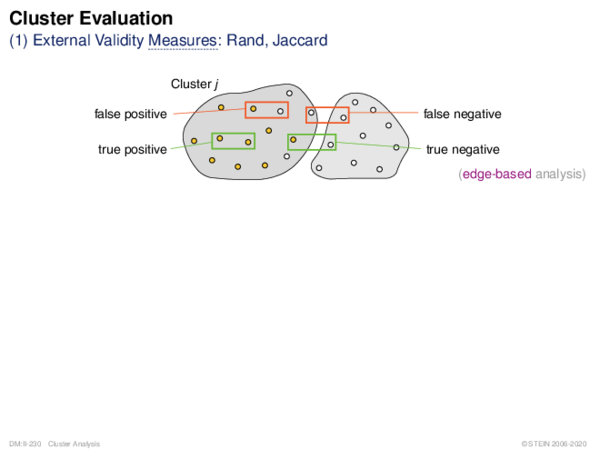 Cluster Evaluation
(1) External Validity Measures: Rand, Jaccard
Cluster j
false positive
false negative
true positive
true negative
(edge-based analysis)
DM:II-230 Cluster Analysis
© STEIN 2006-2020